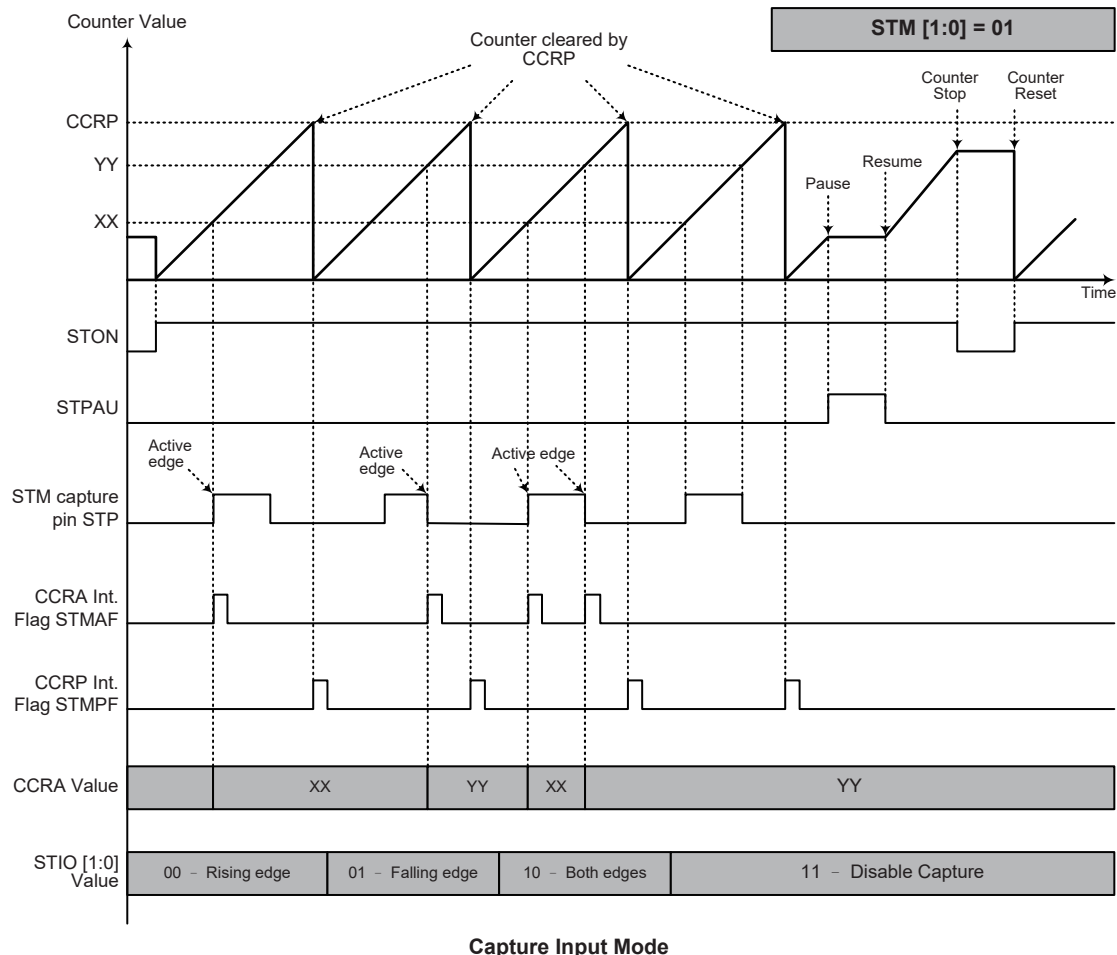 Counter Value
STM [1:0] = 01
Counter cleared by
CCRP
Counter
Stop
Counter
Reset
CCRP
YY
Resume
Pause
XX
Time
STON
STPAU
Active
edge
Active
edge
Active edge
STM capture
pin STP
CCRA Int.
Flag STMAF
CCRP Int.
Flag STMPF
CCRA Value
XX
YY
XX
YY
STIO [1:0]
Value
00 – Rising edge
01 – Falling edge
10 – Both edges
11 – Disable Capture
Capture Input Mode